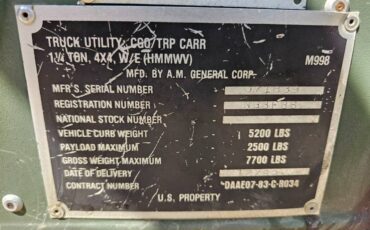 TRUCK UTILITY, CGO/TRP CARR
1¼ TON, 4X4, W/E (HMMWV) M998
MFD. BY A.M. GENERAL CORP.
MFR'S. SERIAL NUMBER
REGISTRATION NUMBER
NATIONAL STOCK NUMBER
VEHICLE CURB WEIGHT 5200 LBS
PAYLOAD MAXIMUM 2500 LBS
GROSS WEIGHT MAXIMUM 7700 LBS
DATE OF DELIVERY
CONTRACT NUMBER DAAE07-83-C-R034
U.S. PROPERTY